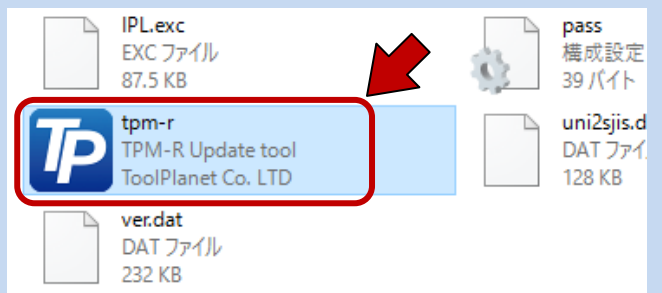 IPL.exc
EXC ファイル
87.5 KB
pass
構成設定
39 バイト
TP
tpm-r
TPM-R Update tool
ToolPlanet Co. LTD
uni2sjis.d
DAT ファイ
128 KB
ver.dat
DAT ファイル
232 KB